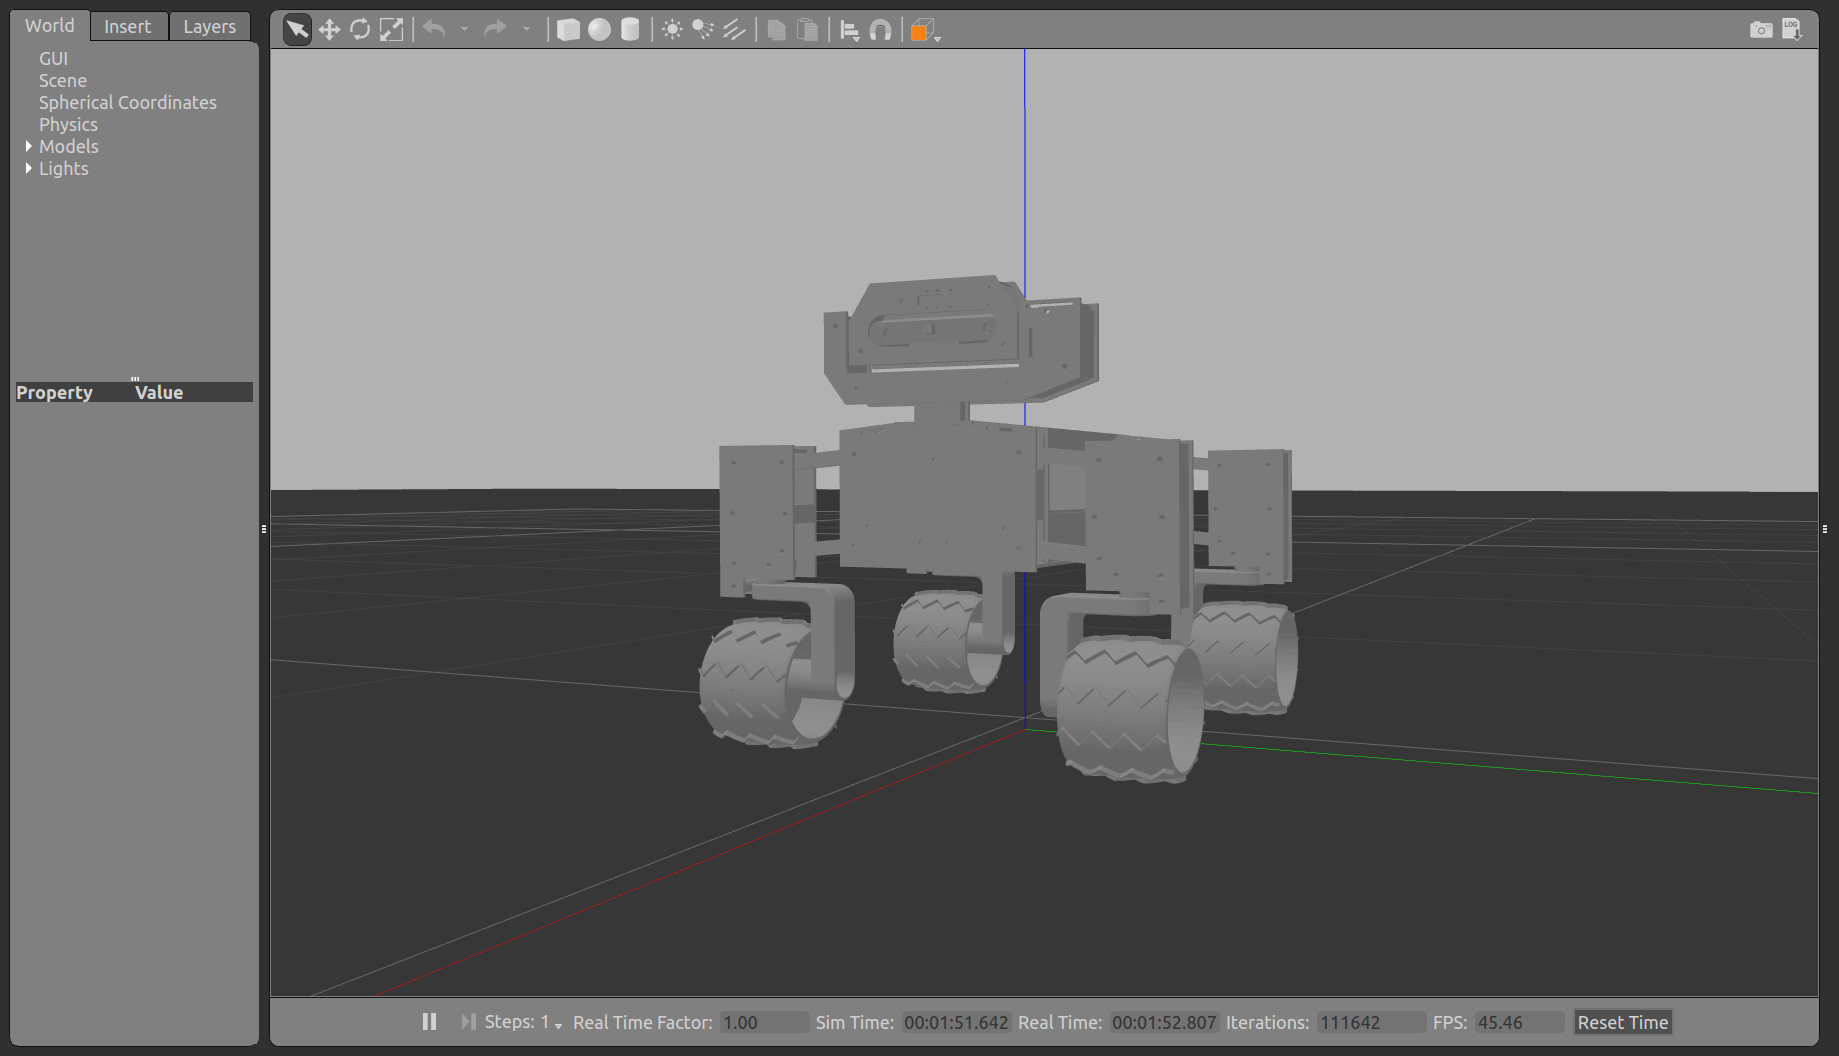 World Insert Layers
LOG
GUI
Scene
Spherical Coordinates
Physics
Models
Lights
Property Value
Steps: 1 Real Time Factor: 1.00 Sim Time: 00:01:51.642 Real Time: 00:01:52.807 Iterations: 111642 FPS: 45.46 Reset Time